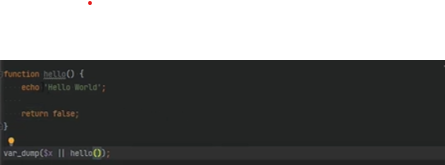 function hello() {
echo 'Hello World';
return false;
}
var_dump($x || hello());